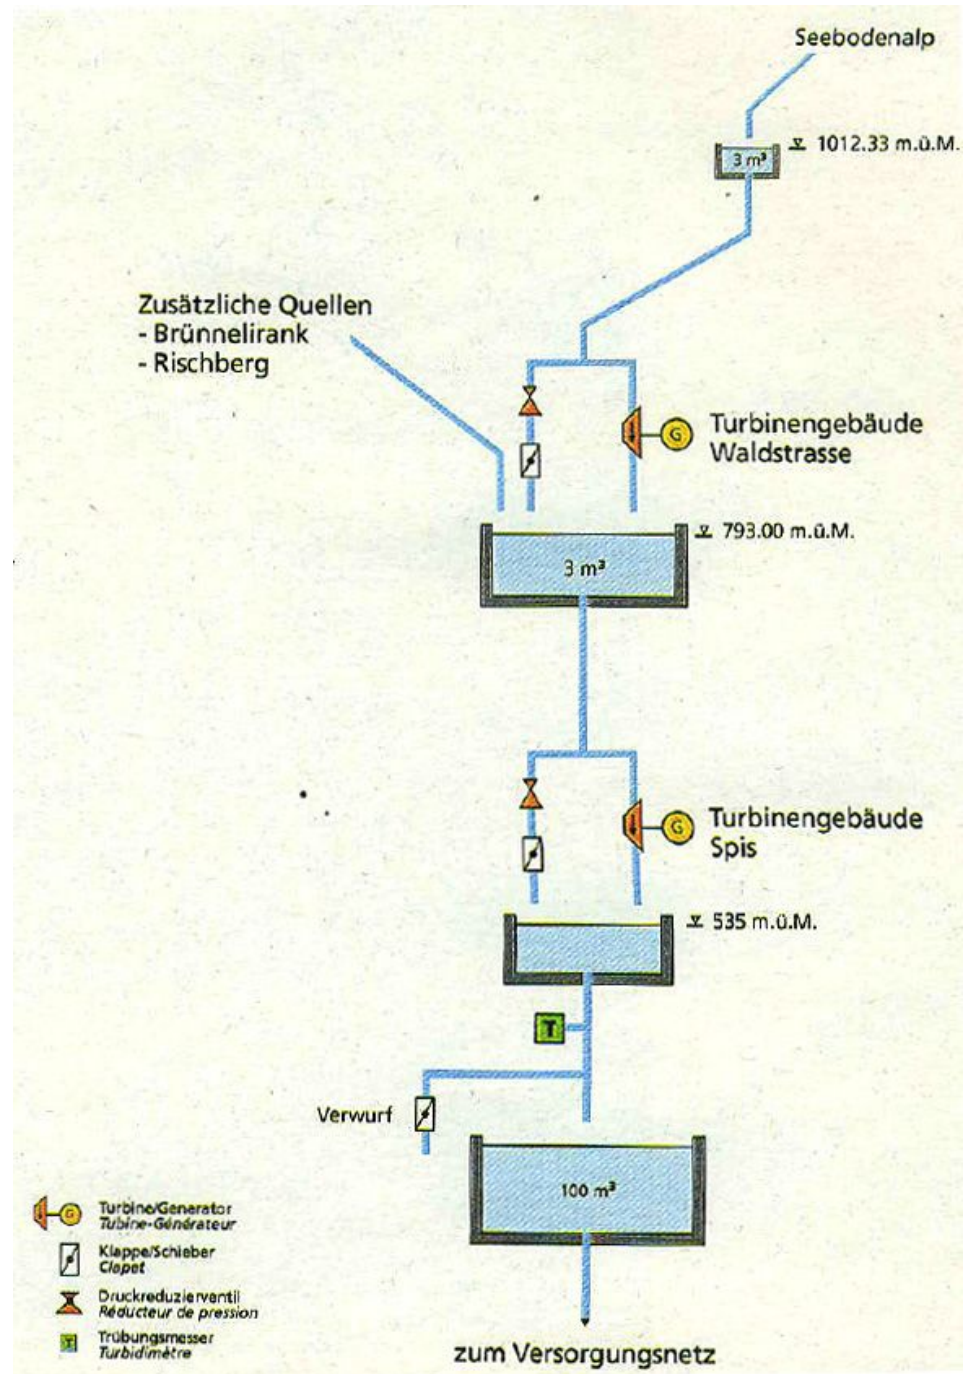 Seebodenalp
1012.33 m.ü.M.
3 m³
Zusätzliche Quellen
- Brünnelirank
- Rischberg
G
Turbinengebäude
Waldstrasse
793.00 m.ü.M.
3 m³
G
Turbinengebäude
Spis
535 m.ü.M.
T
Verwurf
100 m³
G
Turbine/Generator
Tubine-Générateur
Klappe/Schieber
Clapet
Druckreduzierventil
Réducteur de pression
T
Trübungsmesser
Turbidimètre
zum Versorgungsnetz